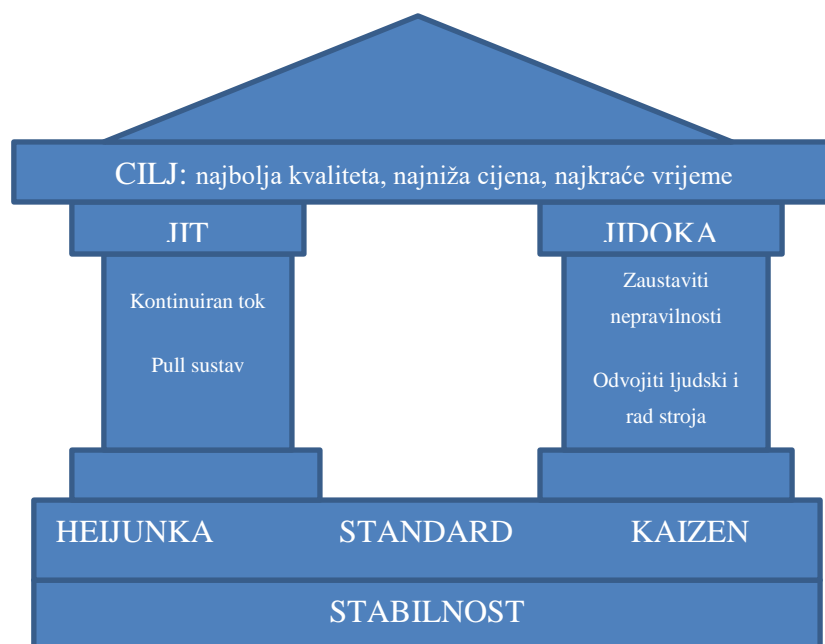 CILJ: najbolja kvaliteta, najniža cijena, najkraće vrijeme
JIT
JIDOKA
Kontinuiran tok
Pull sustav
Zaustaviti
nepravilnosti
Odvojiti ljudski i
rad stroja
HEIJUNKA STANDARD KAIZEN
STABILNOST